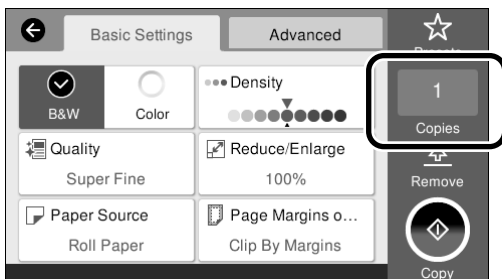 Basic Settings
Advanced
B&W
Color
Density
1
Copies
Quality
Super Fine
Reduce/Enlarge
100%
Remove
Paper Source
Roll Paper
Page Margins o...
Clip By Margins
Copy